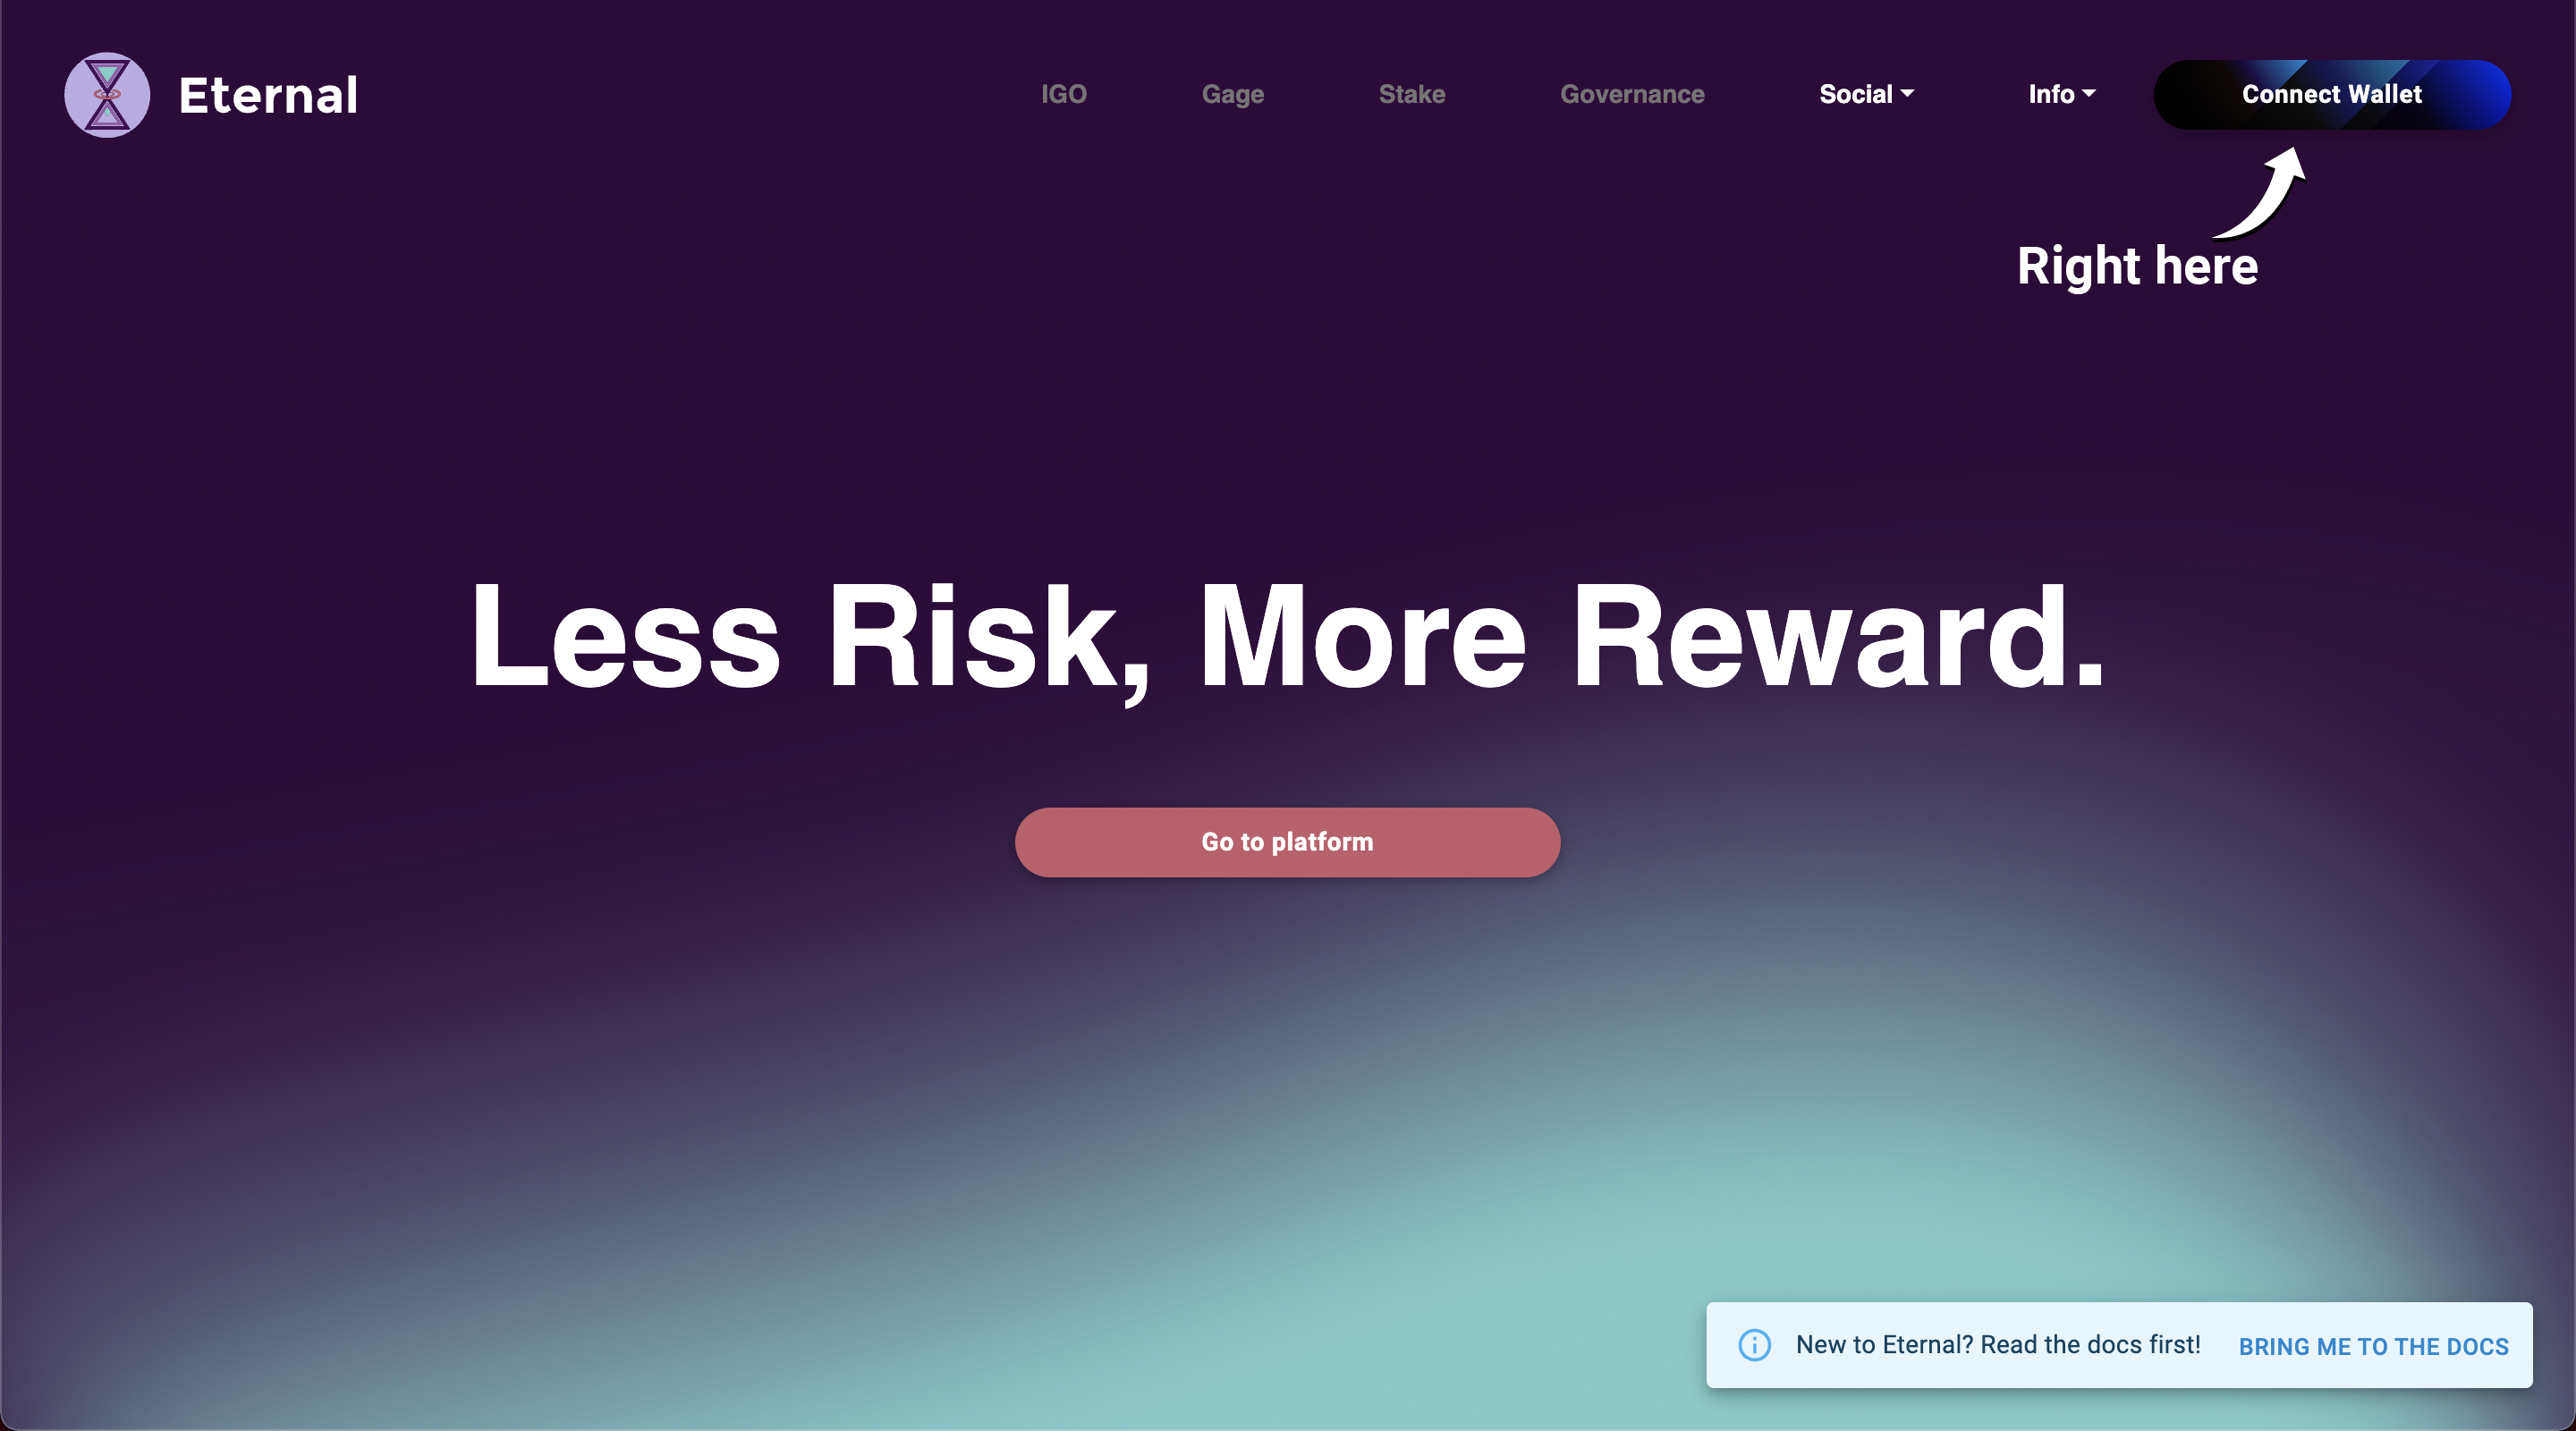 Eternal
IGO
Gage
Stake
Governance
Social
Info
Connect Wallet
Right here
Less Risk, More Reward.
Go to platform
New to Eternal? Read the docs first!
BRING ME TO THE DOCS